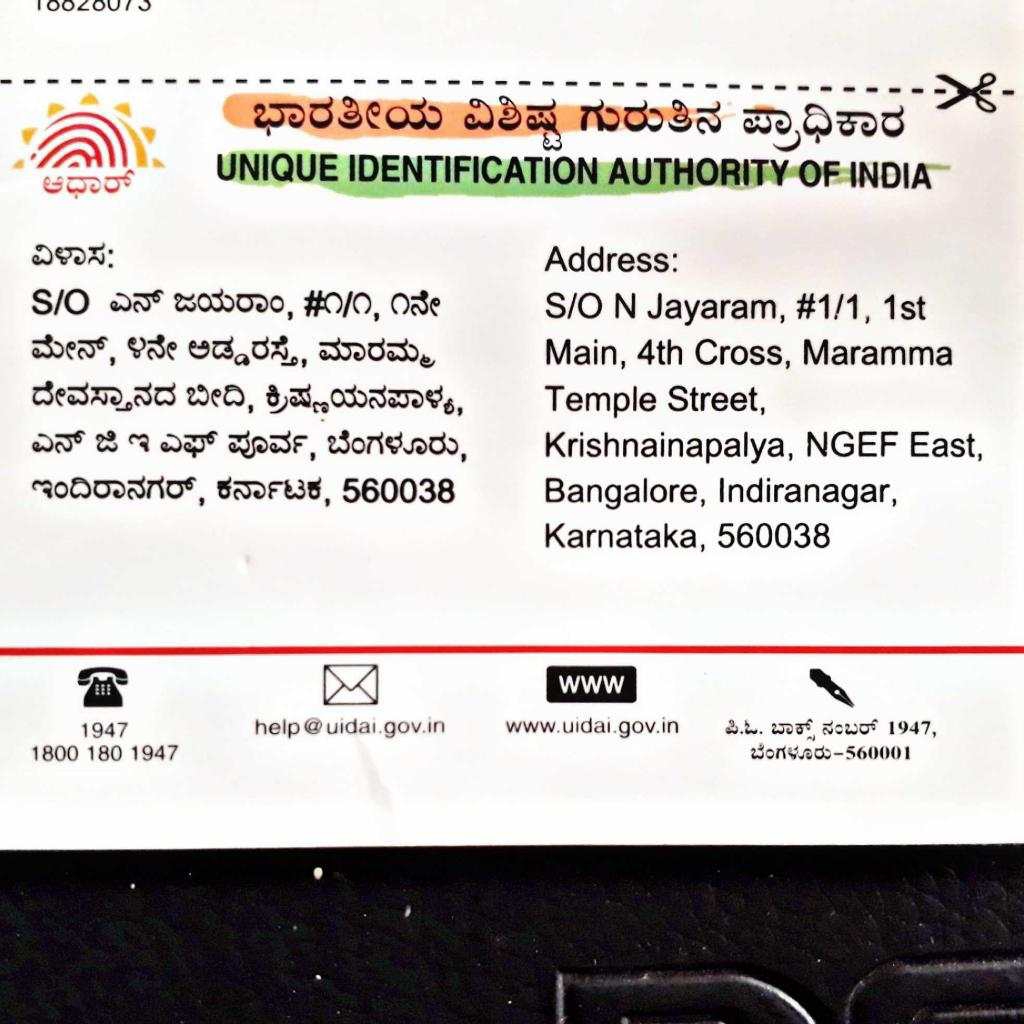 18828073
ಭಾರತೀಯ ವಿಶಿಷ್ಟ ಗುರುತಿನ ಪ್ರಾಧಿಕಾರ
UNIQUE IDENTIFICATION AUTHORITY OF INDIA
ಆಧಾರ್
ವಿಳಾಸ:
S/O ಎನ್ ಜಯರಾಂ, #೧/೧, ೧ನೇ
ಮೇನ್, ೪ನೇ ಅಡ್ಡರಸ್ತೆ, ಮಾರಮ್ಮ
ದೇವಸ್ತಾನದ ಬೀದಿ, ಕ್ರಿಷ್ಣಯನಪಾಳ್ಯ,
ಎನ್ ಜಿ ಇ ಎಫ್ ಪೂರ್ವ, ಬೆಂಗಳೂರು,
ಇಂದಿರಾನಗರ್, ಕರ್ನಾಟಕ, 560038
Address:
S/O N Jayaram, #1/1, 1st
Main, 4th Cross, Maramma
Temple Street,
Krishnainapalya, NGEF East,
Bangalore, Indiranagar,
Karnataka, 560038
1947
1800 180 1947
help@uidai.gov.in
www
www.uidai.gov.in
ಪಿ.ಓ. ಬಾಕ್ಸ್ ನಂಬರ್ 1947,
ಬೆಂಗಳೂರು-560001